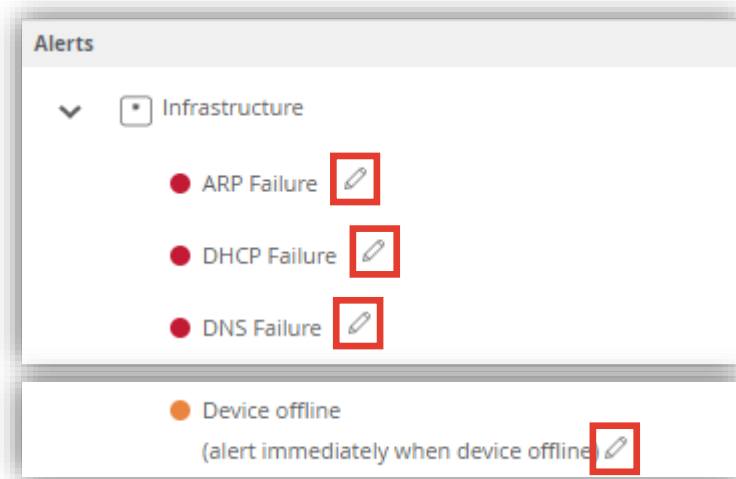 Alerts
Infrastructure
ARP Failure
DHCP Failure
DNS Failure
Device offline
(alert immediately when device offline)